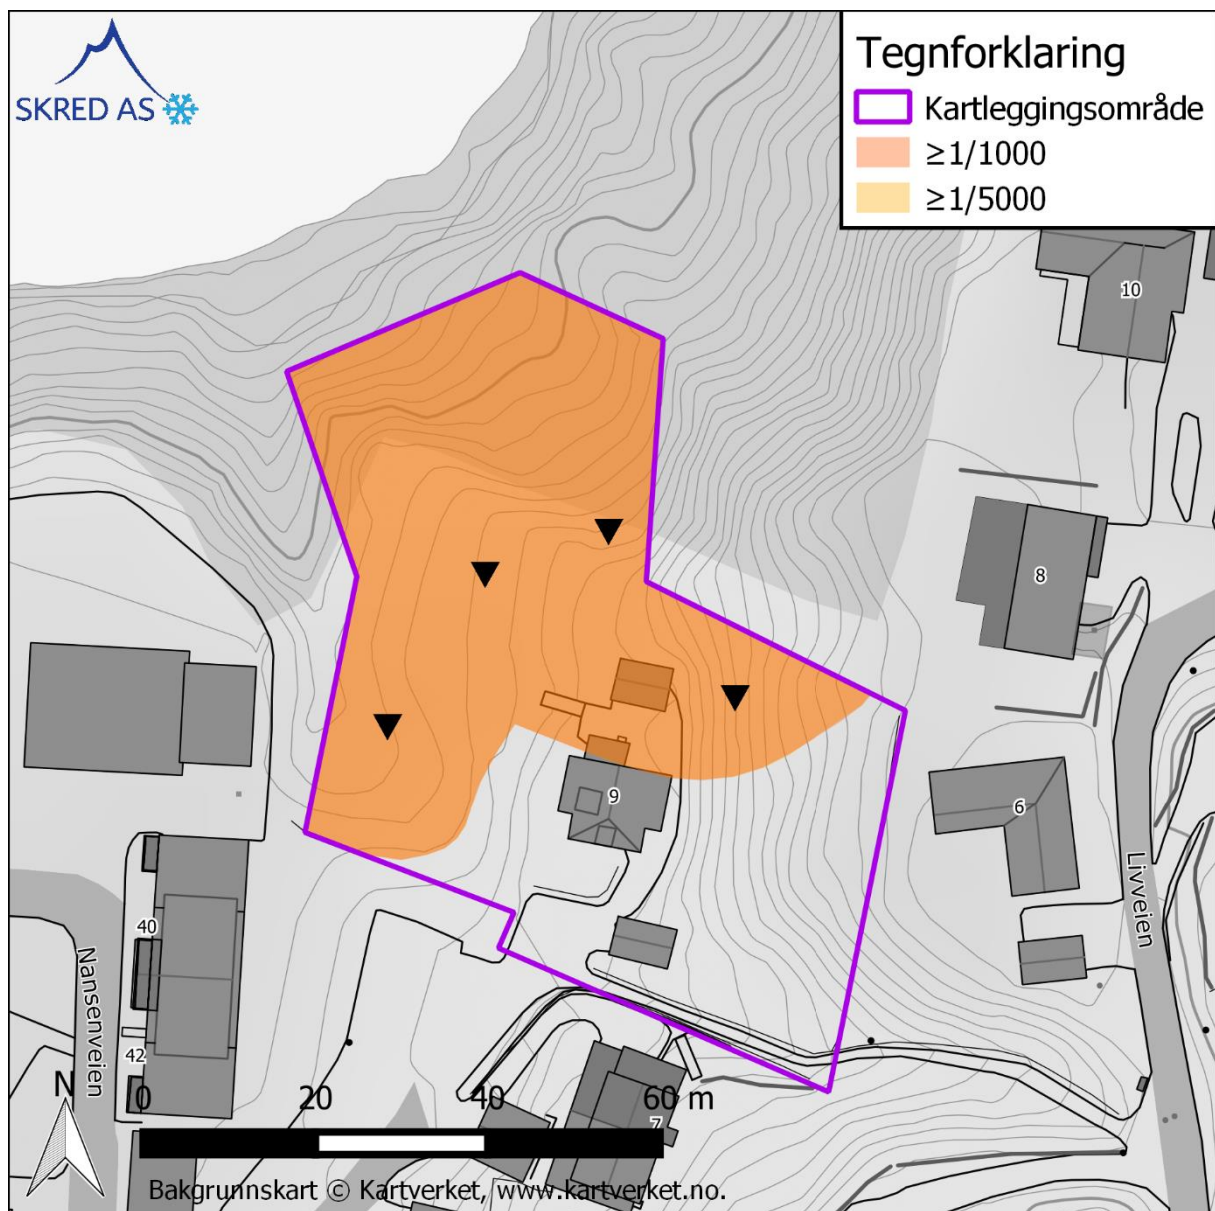 SKRED AS
Tegnforklaring
Kartleggingsområde
≥1/1000
≥1/5000
10
8
9
6
Livveien
40
Nansenveien
42
7
N
0 20 40 60 m
Bakgrunnskart © Kartverket, www.kartverket.no.